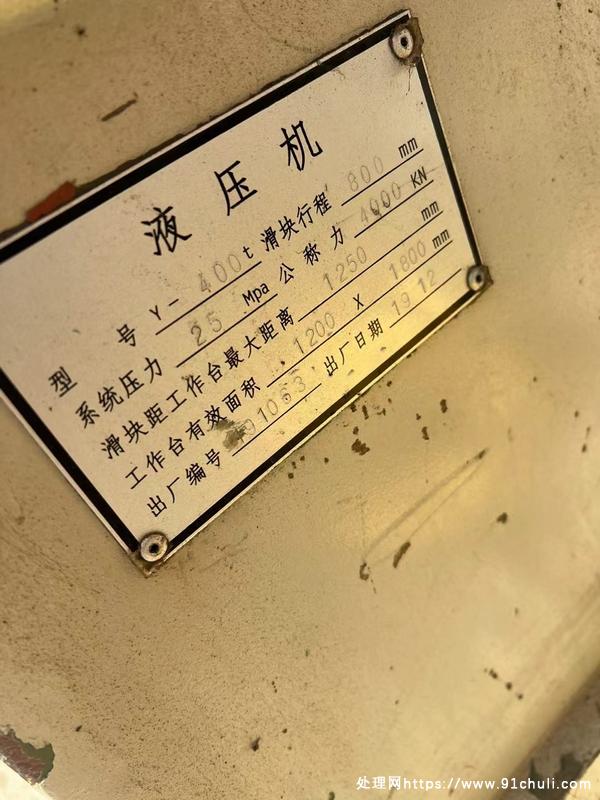 液压机
型 号 Y-400t 滑块行程 800 mm
系统压力 25 Mpa 公称力 4000 KN
滑块距工作台最大距离 1250 mm
工作台有效面积 1200 X 1800 mm
出厂编号 91063 出厂日期 1912
处理网https://www.91chuli.com